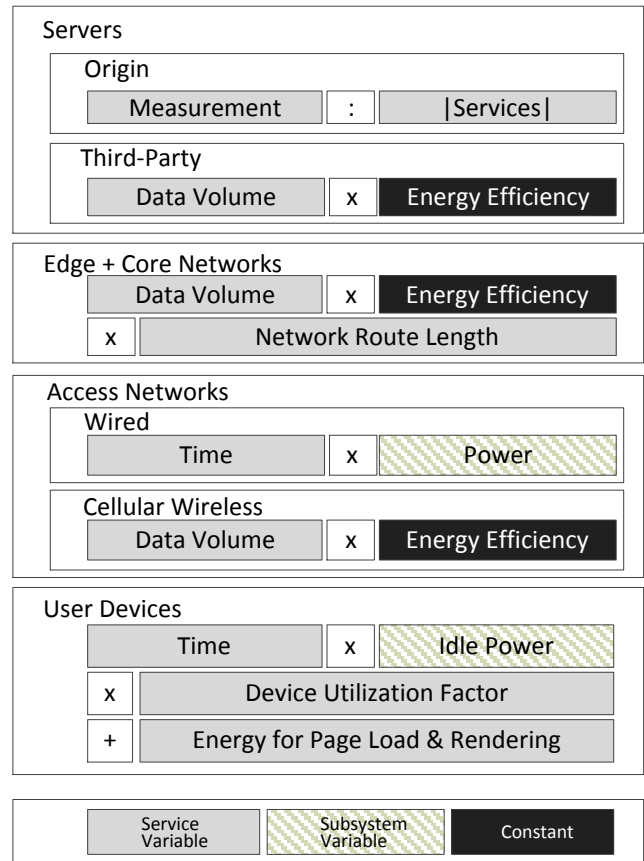 Servers
Origin
Measurement : |Services|
Third-Party
Data Volume x Energy Efficiency
Edge + Core Networks
Data Volume x Energy Efficiency
x Network Route Length
Access Networks
Wired
Time x Power
Cellular Wireless
Data Volume x Energy Efficiency
User Devices
Time x Idle Power
x Device Utilization Factor
+ Energy for Page Load & Rendering
Service Subsystem Constant
Variable Variable